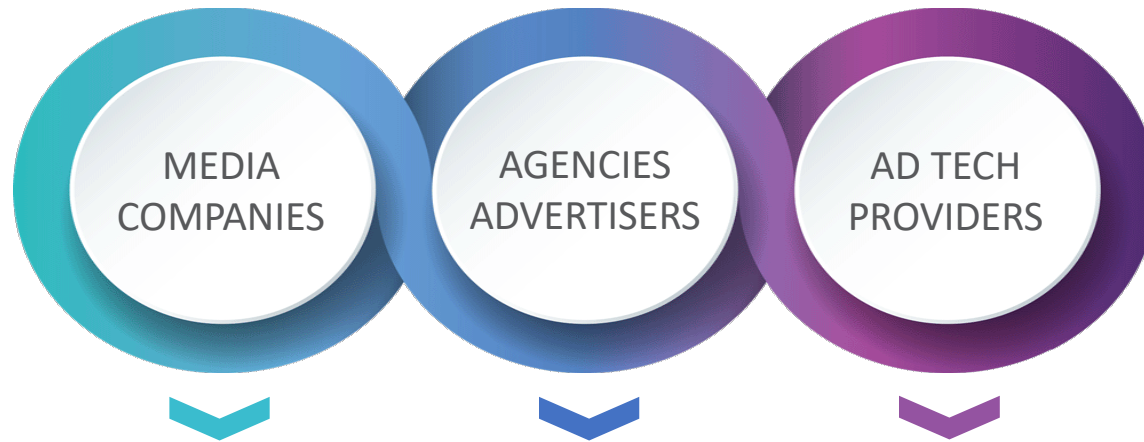 MEDIA
COMPANIES
AGENCIES
ADVERTISERS
AD TECH
PROVIDERS